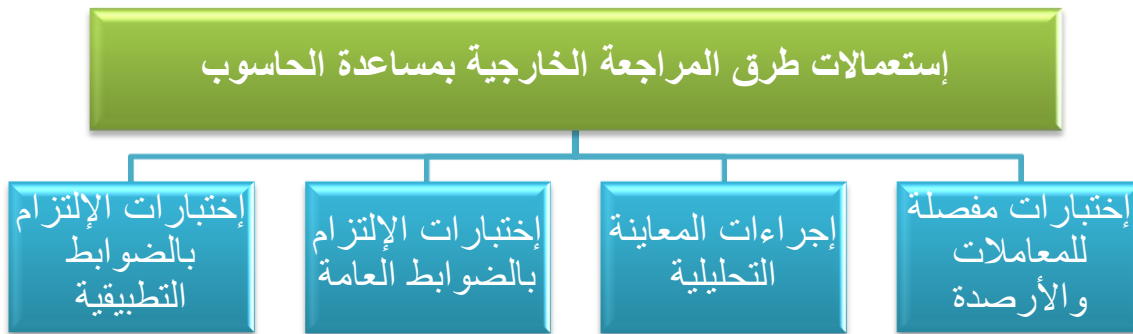 إستعمالات طرق المراجعة الخارجية بمساعدة الحاسوب
إختبارات مفصلة
للمعاملات
والأرصدة
إجراءات المعاينة
التحليلية
إختبارات الإلتزام
بالضوابط العامة
إختبارات الإلتزام
بالضوابط
التطبيقية